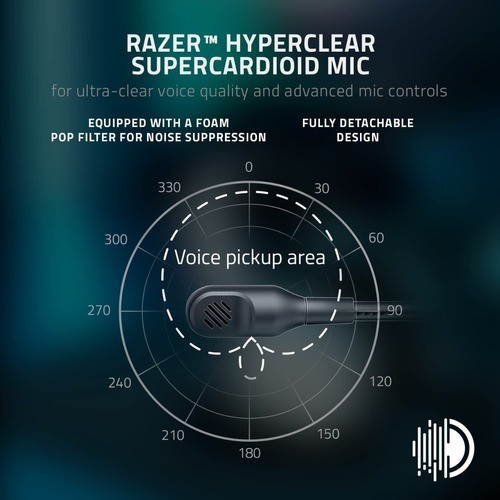 RAZER™ HYPERCLEAR
SUPERCARDIOID MIC
for ultra-clear voice quality and advanced mic controls
EQUIPPED WITH A FOAM
POP FILTER FOR NOISE SUPPRESSION
FULLY DETACHABLE
DESIGN
0
330
30
300
60
Voice pickup area
270
90
240
120
210
150
180